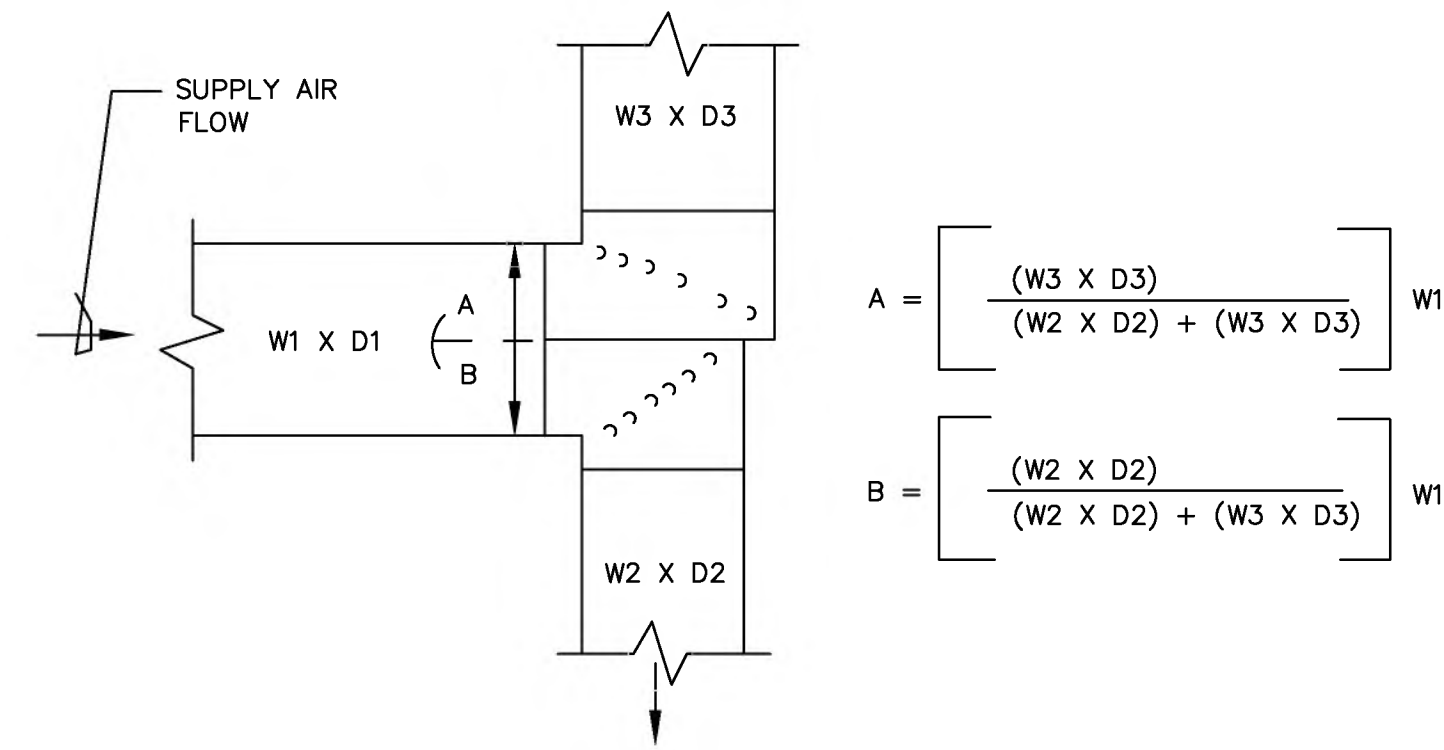 SUPPLY AIR
FLOW
W3 X D3
W1 X D1
A
B
W2 X D2
A = [ (W3 X D3) ] W1
(W2 X D2) + (W3 X D3)
B = [ (W2 X D2) ] W1
(W2 X D2) + (W3 X D3)